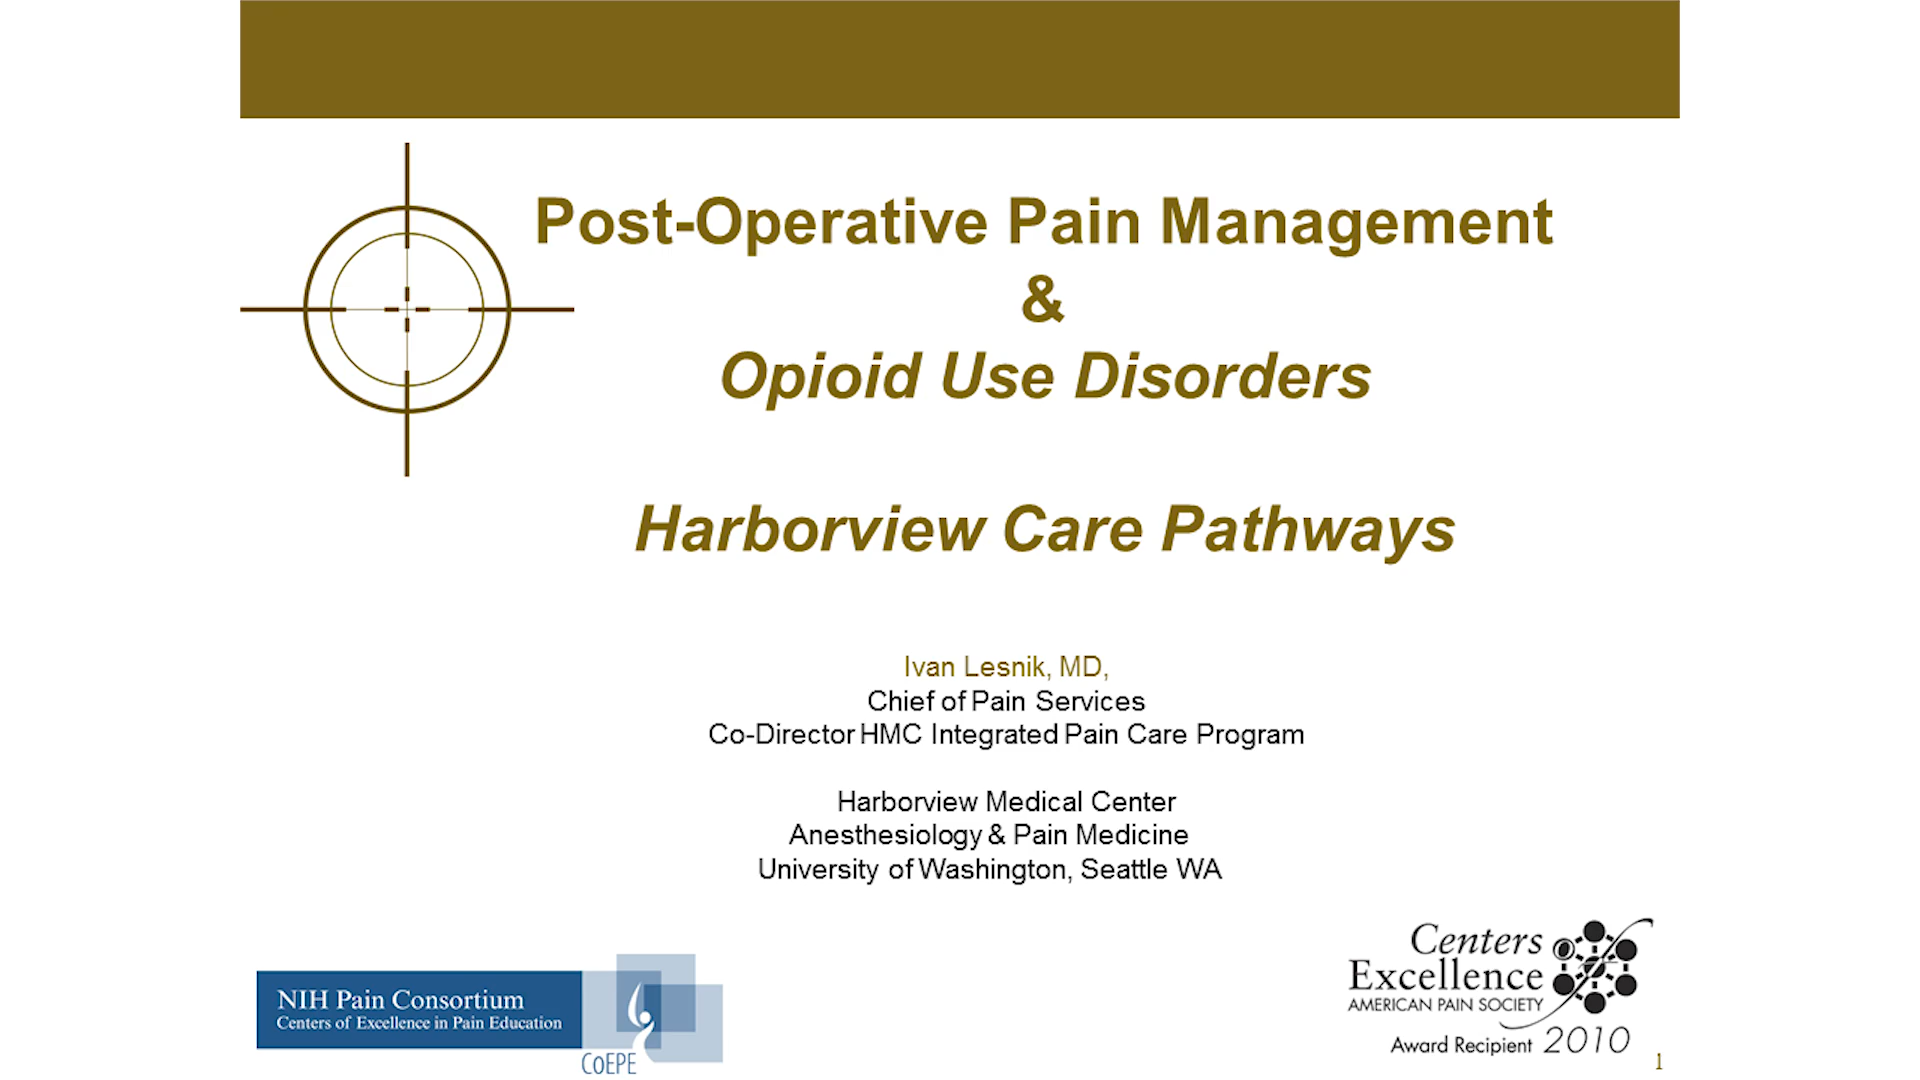 Post-Operative Pain Management
&
Opioid Use Disorders
Harborview Care Pathways
Ivan Lesnik, MD,
Chief of Pain Services
Co-Director HMC Integrated Pain Care Program
Harborview Medical Center
Anesthesiology & Pain Medicine
University of Washington, Seattle WA
NIH Pain Consortium
Centers of Excellence in Pain Education
CoEPE
Centers
Excellence
AMERICAN PAIN SOCIETY
Award Recipient 2010
1